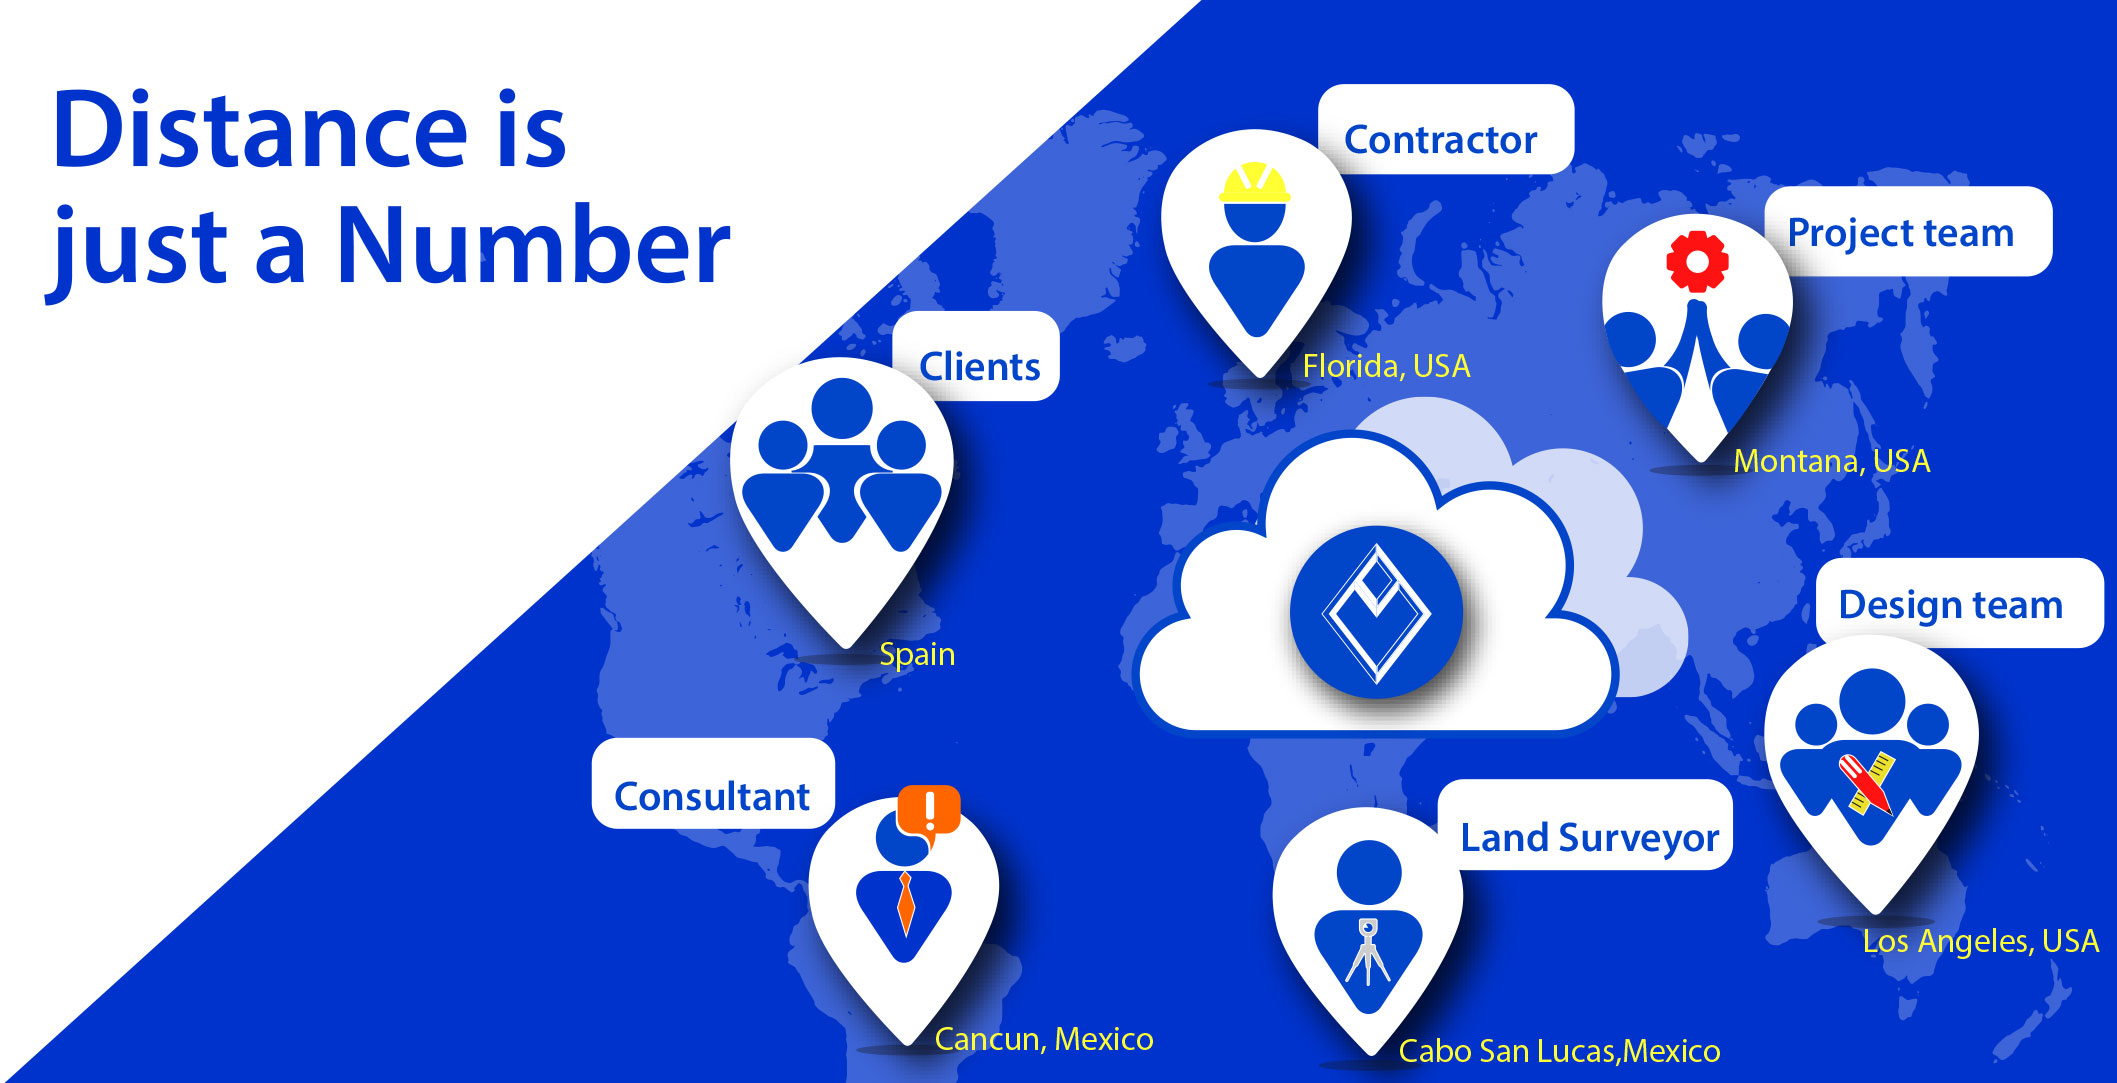 Distance is
just a Number
Contractor
Florida, USA
Project team
Montana, USA
Clients
Spain
Design team
Los Angeles, USA
Consultant
Cancun, Mexico
Land Surveyor
Cabo San Lucas,Mexico